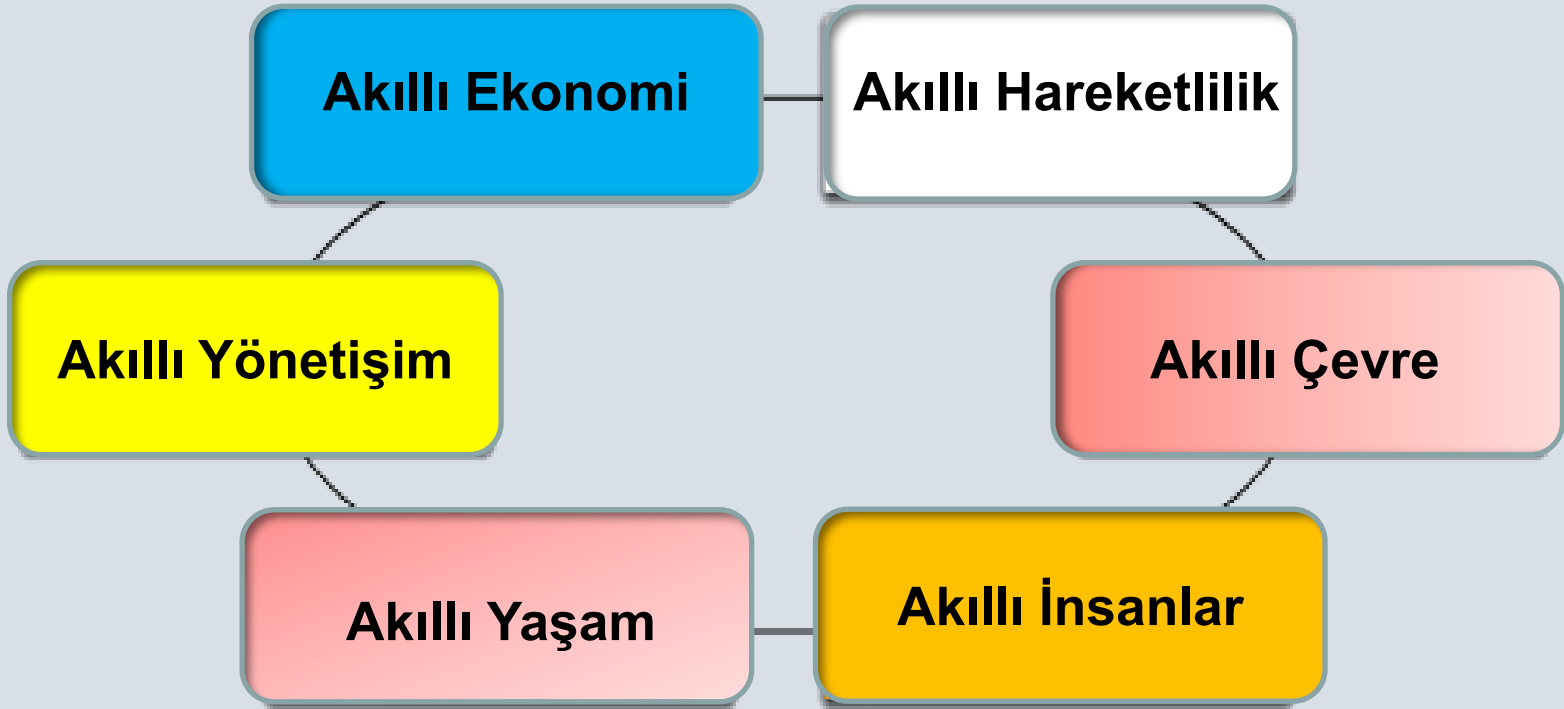 Akıllı Ekonomi
Akıllı Hareketlilik
Akıllı Yönetişim
Akıllı Çevre
Akıllı Yaşam
Akıllı İnsanlar